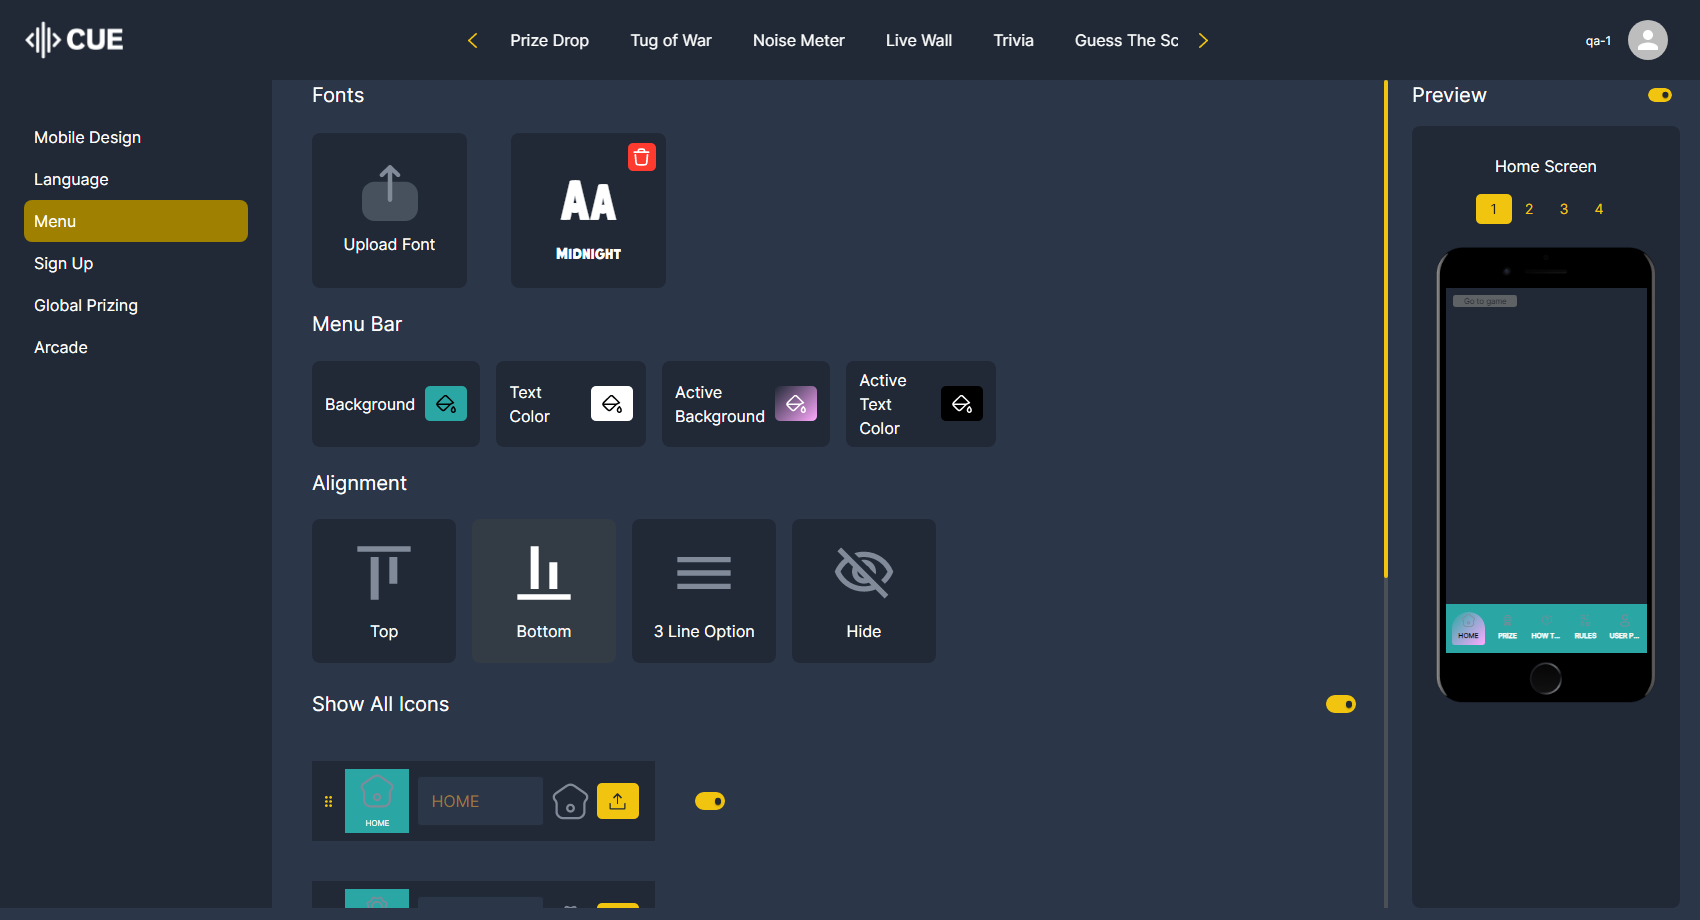 CUE
Prize Drop
Tug of War
Noise Meter
Live Wall
Trivia
Guess The Sc
qa-1
Mobile Design
Language
Menu
Sign Up
Global Prizing
Arcade
Fonts
Upload Font
AA
MIDNIGHT
Menu Bar
Background
Text
Color
Active
Background
Active
Text
Color
Alignment
Top
Bottom
3 Line Option
Hide
Show All Icons
HOME
HOME
Preview
Home Screen
1 2 3 4
Go to game
HOME
PRIZE
HOW T...
RULES
USER P...